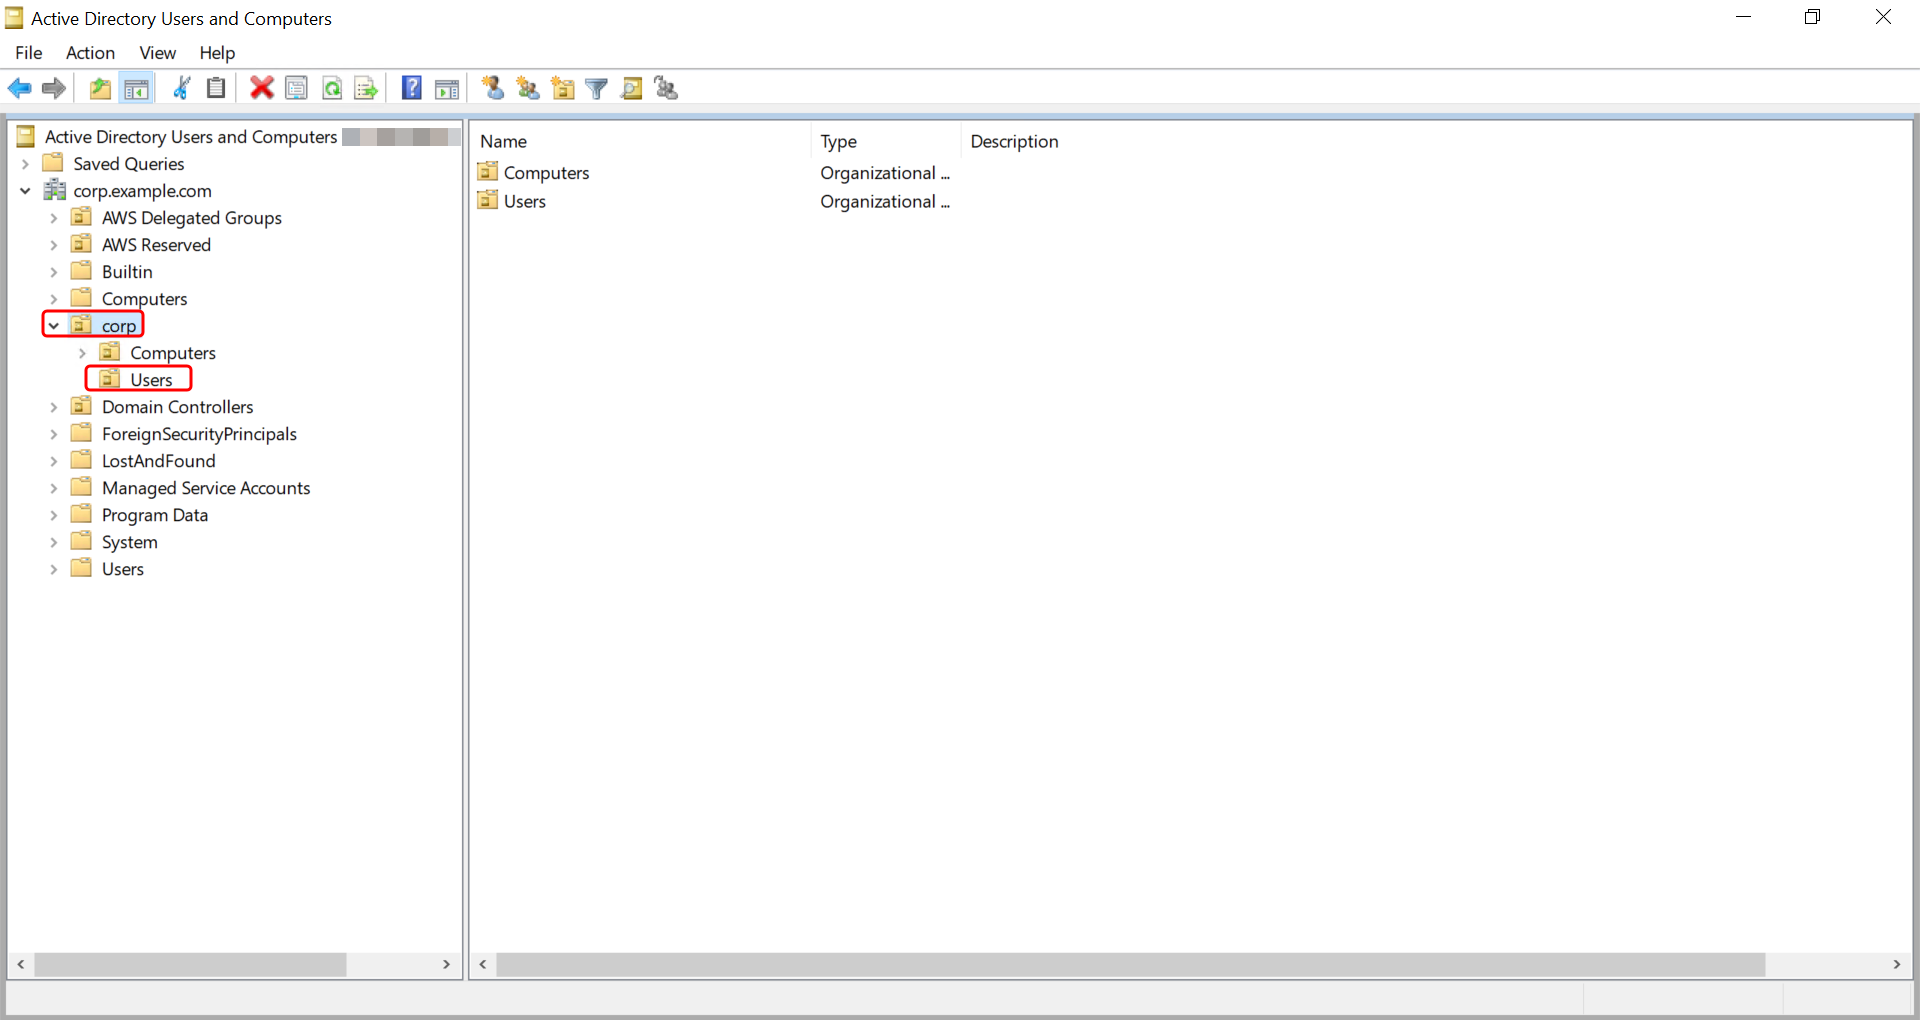 Active Directory Users and Computers
File Action View Help
Active Directory Users and Computers
Saved Queries
corp.example.com
AWS Delegated Groups
AWS Reserved
Builtin
Computers
corp
Computers
Users
Domain Controllers
ForeignSecurityPrincipals
LostAndFound
Managed Service Accounts
Program Data
System
Users
Name Type Description
Computers Organizational ...
Users Organizational ...